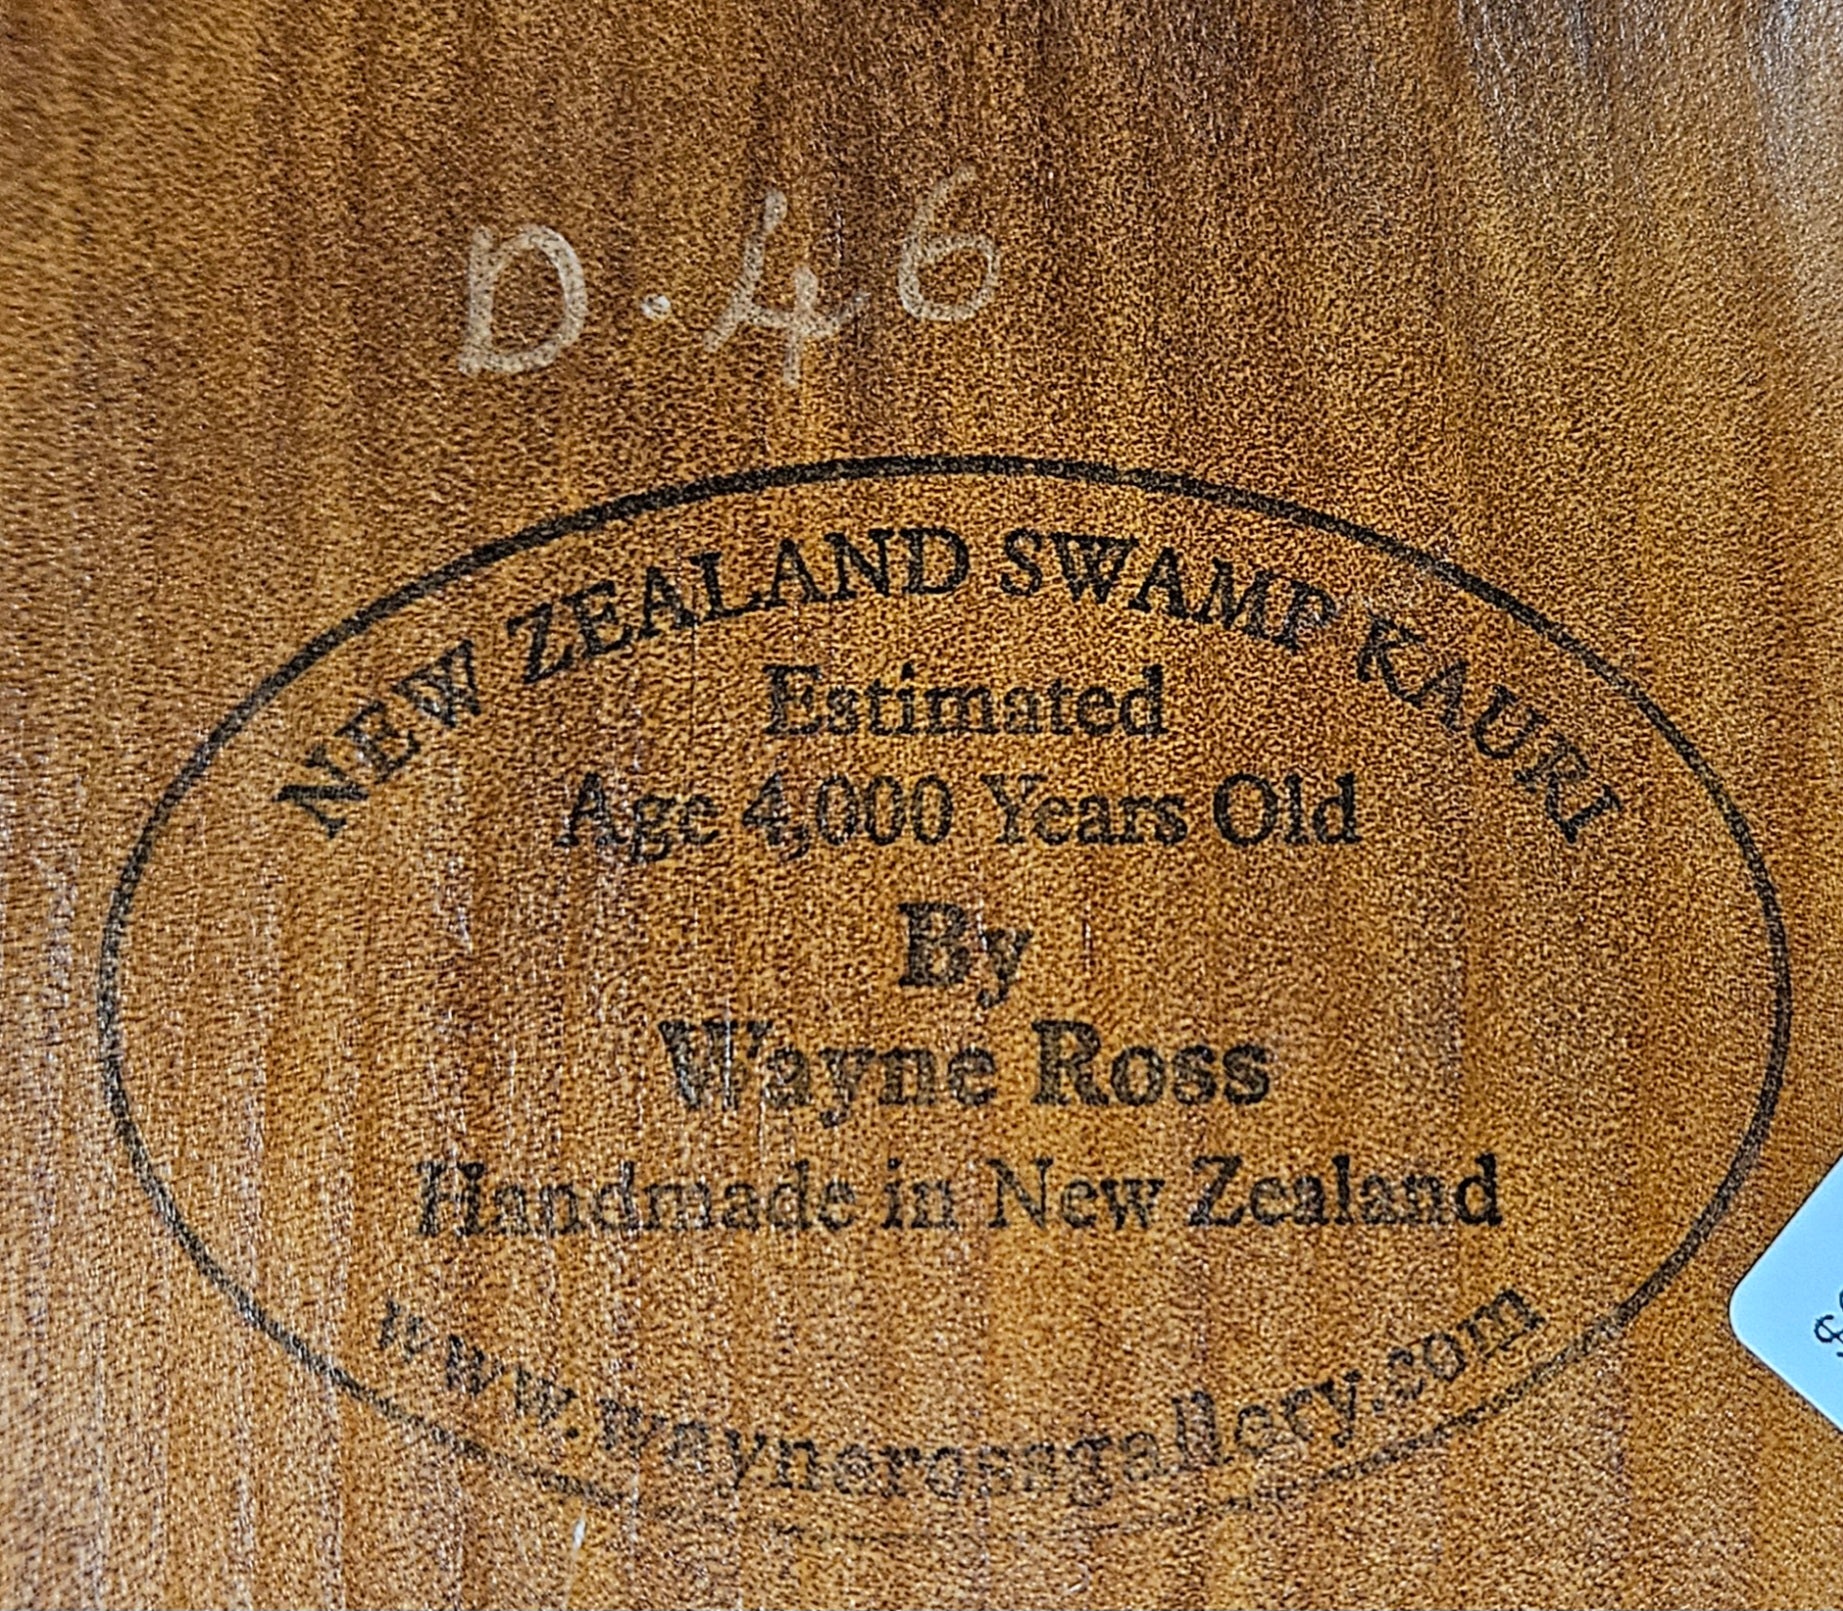 D.46
NEW ZEALAND SWAMP KAURI
Estimated
Age 4,000 Years Old
By
Wayne Ross
Handmade in New Zealand
www.waynerossgallery.com
$